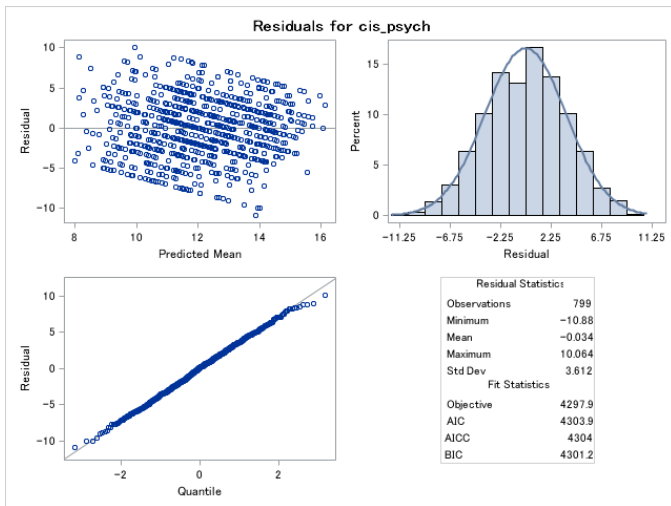 Residuals for cis_psych
10
5
0
-5
-10
Residual
8
10
12
14
16
Predicted Mean
15
10
5
0
Percent
-11.25
-6.75
-2.25
2.25
6.75
11.25
Residual
10
5
0
-5
-10
Residual
-2
0
2
Quantile
Residual Statistics
Observations 799
Minimum -10.88
Mean -0.034
Maximum 10.064
Std Dev 3.612
Fit Statistics
Objective 4297.9
AIC 4303.9
AICC 4304
BIC 4301.2